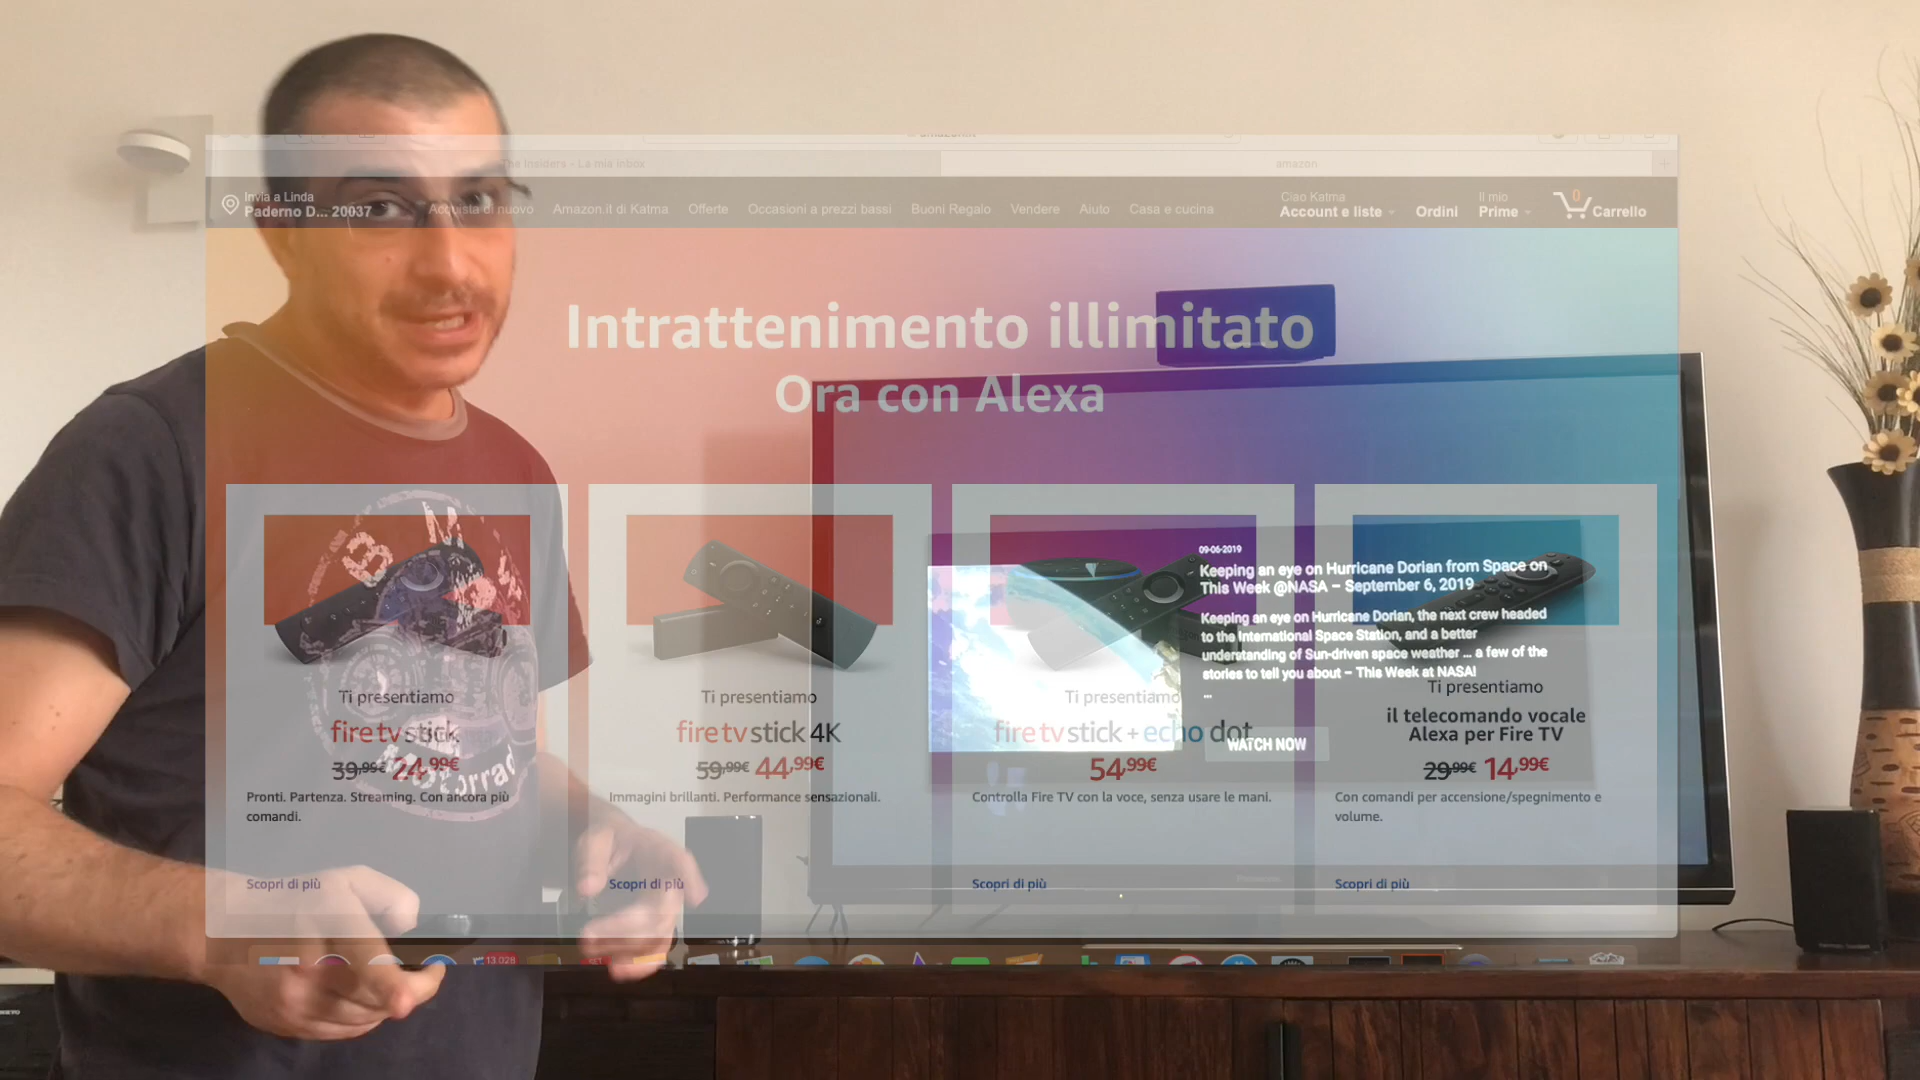 The Insiders - La mia inbox
amazon
Invia a Linda
Paderno D... 20037
Acquista di nuovo Amazon.it di Katma Offerte Occasioni a prezzi bassi Buoni Regalo Vendere Aiuto Casa e cucina
Ciao Katma
Account e liste
Ordini
Il mio
Prime
0
Carrello
Intrattenimento illimitato
Ora con Alexa
B M
Motorrad
Ti presentiamo
fire tv stick
39,99€ 24,99€
Pronti. Partenza. Streaming. Con ancora più
comandi.
Scopri di più
Ti presentiamo
fire tv stick 4K
59,99€ 44,99€
Immagini brillanti. Performance sensazionali.
Scopri di più
Ti presentiamo
fire tv stick + echo dot
54,99€
Controlla Fire TV con la voce, senza usare le mani.
Scopri di più
Ti presentiamo
il telecomando vocale
Alexa per Fire TV
29,99€ 14,99€
Con comandi per accensione/spegnimento e
volume.
Scopri di più
09-06-2019
Keeping an eye on Hurricane Dorian from Space on
This Week @NASA – September 6, 2019
Keeping an eye on Hurricane Dorian, the next crew headed
to the International Space Station, and a better
understanding of Sun-driven space weather ... a few of the
stories to tell you about – This Week at NASA!
...
WATCH NOW
13.028